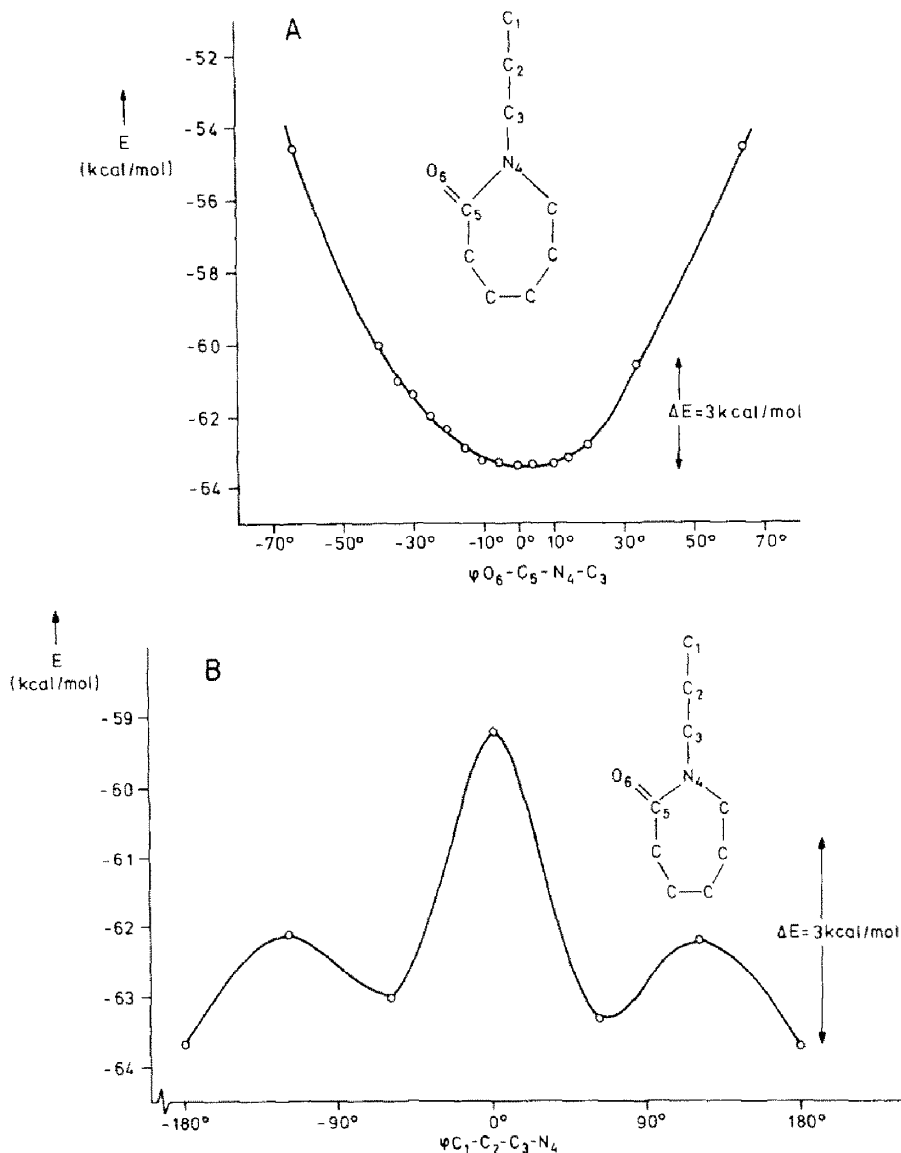 A
C1
C2
C3
N4
O6
C5
C
C
C
C
C
E
(kcal/mol)
-52
-54
-56
-58
-60
-62
-64
ΔE=3kcal/mol
-70°
-50°
-30°
-10°
0°
10°
30°
50°
70°
φO6-C5-N4-C3
B
C1
C2
C3
N4
O6
C5
C
C
C
C
C
E
(kcal/mol)
-59
-60
-61
-62
-63
-64
ΔE=3kcal/mol
-180°
-90°
0°
90°
180°
φC1-C2-C3-N4